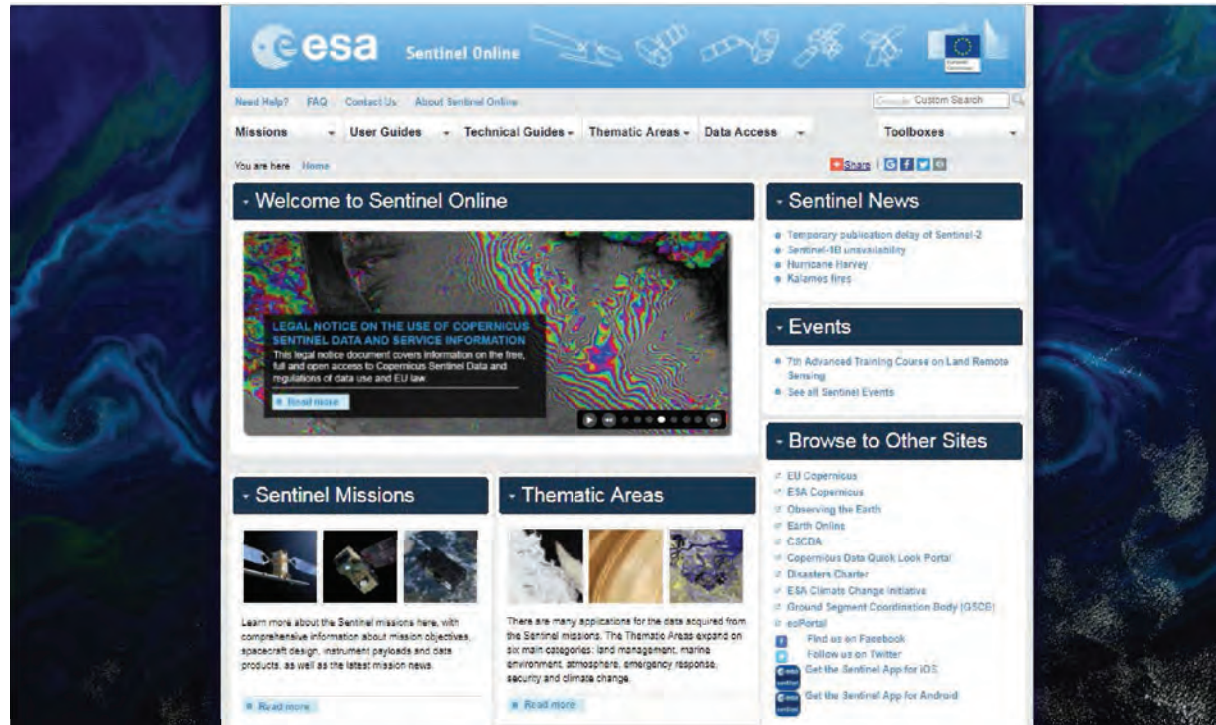 esa Sentinel Online
Need Help? FAQ Contact Us About Sentinel Online
Custom Search
Missions User Guides Technical Guides Thematic Areas Data Access Toolboxes
You are here Home
Share
Welcome to Sentinel Online
LEGAL NOTICE ON THE USE OF COPERNICUS
SENTINEL DATA AND SERVICE INFORMATION
This legal notice document covers information on the free,
full and open access to Copernicus Sentinel Data and
regulations of data use and EU law.
Read more
Sentinel Missions
Learn more about the Sentinel missions here, with
comprehensive information about mission objectives,
spacecraft design, instrument payloads and data
products, as well as the latest mission news.
Read more
Thematic Areas
There are many applications for the data acquired from
the Sentinel missions. The Thematic Areas expand on
six main categories: land management, marine
environment, atmosphere, emergency response,
security and climate change.
Read more
Sentinel News
Temporary publication delay of Sentinel-2
Sentinel-1B unavailability
Hurricane Harvey
Kalamos fires
Events
7th Advanced Training Course on Land Remote
Sensing
See all Sentinel Events
Browse to Other Sites
EU Copernicus
ESA Copernicus
Observing the Earth
Earth Online
CSCDA
Copernicus Data Quick Look Portal
Disasters Charter
ESA Climate Change Initiative
Ground Segment Coordination Body (GSCB)
eoPortal
Find us on Facebook
Follow us on Twitter
esa sentinel
Get the Sentinel App for iOS
esa sentinel
Get the Sentinel App for Android